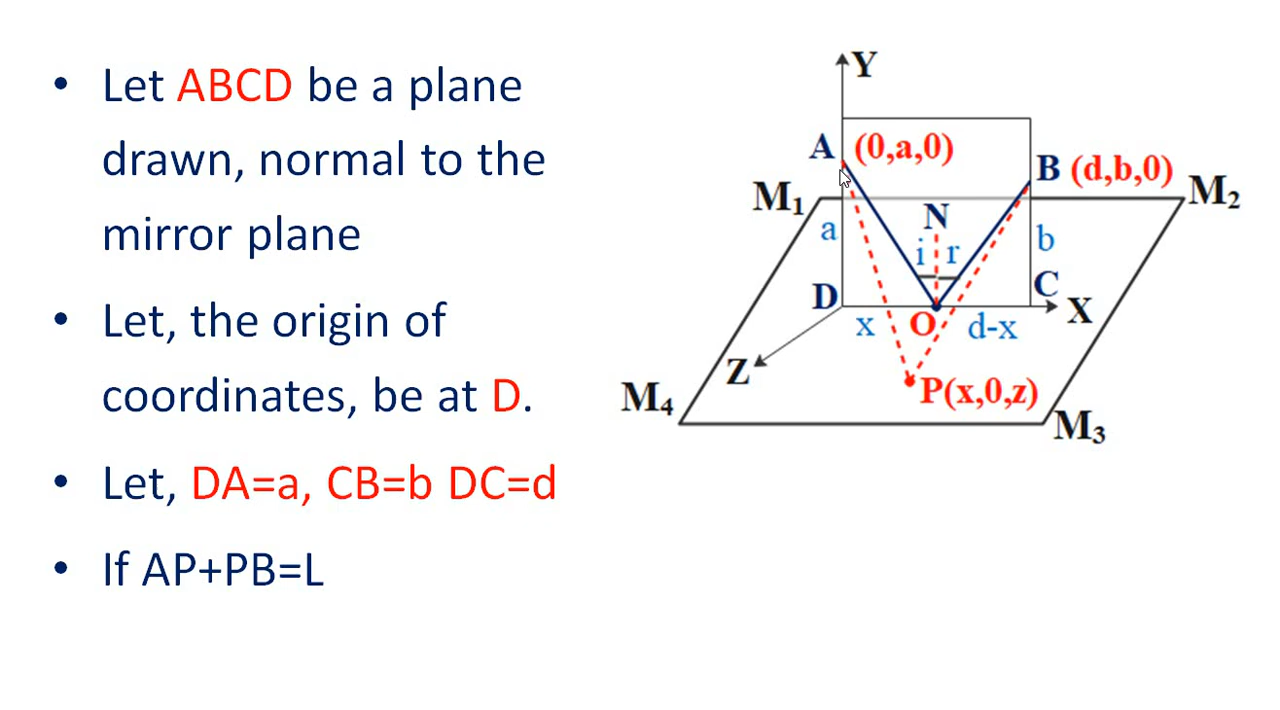 • Let ABCD be a plane
drawn, normal to the
mirror plane
• Let, the origin of
coordinates, be at D.
• Let, DA=a, CB=b DC=d
• If AP+PB=L
Y
A (0,a,0)
B (d,b,0)
M₁
M₂
N
a
i r
b
D
C
X
x
O
d-x
Z
P(x,0,z)
M₄
M₃